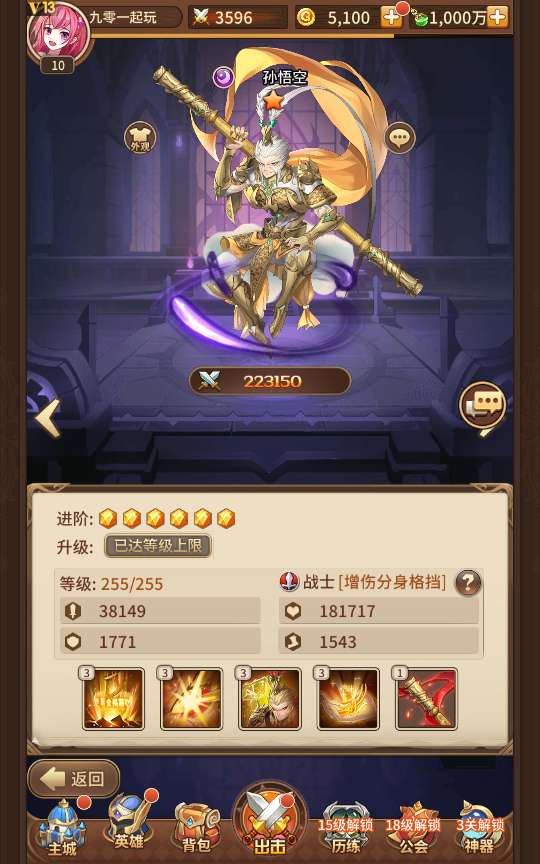 V13
九零一起玩
3596
5,100
1,000万
10
孙悟空
外观
223150
进阶:
升级: 已达等级上限
等级: 255/255
战士 [增伤分身格挡]
?
38149
181717
1771
1543
3
3
3
3
1
返回
主城
英雄
背包
出击
15级解锁
历练
18级解锁
公会
3关解锁
神器